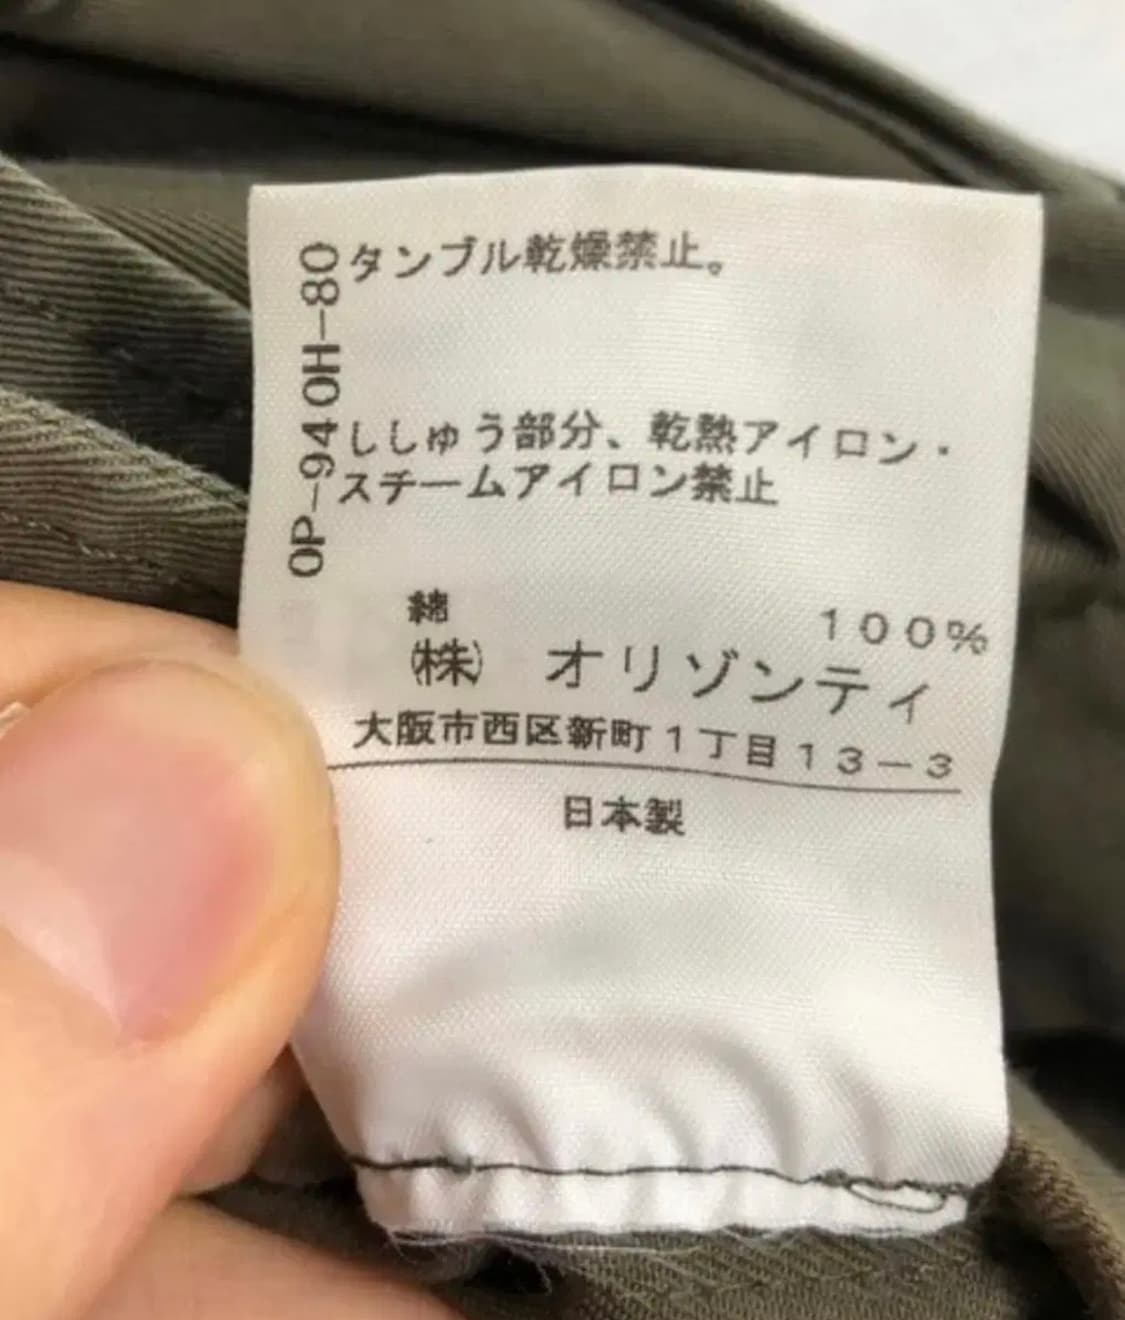 OP-940H-80
タンブル乾燥禁止。
ししゅう部分、乾熱アイロン・
スチームアイロン禁止
綿 100%
㈱ オリゾンティ
大阪市西区新町1丁目13-3
日本製